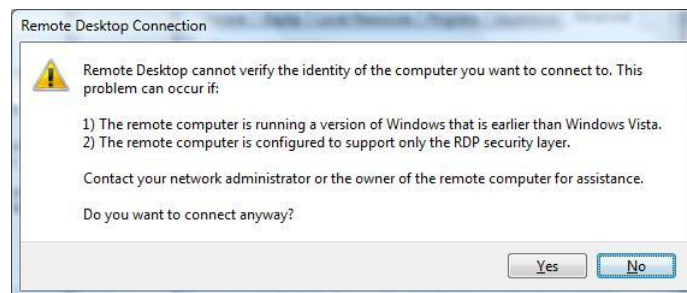 Remote Desktop Connection
Remote Desktop cannot verify the identity of the computer you want to connect to. This
problem can occur if:
1) The remote computer is running a version of Windows that is earlier than Windows Vista.
2) The remote computer is configured to support only the RDP security layer.
Contact your network administrator or the owner of the remote computer for assistance.
Do you want to connect anyway?
Yes
No